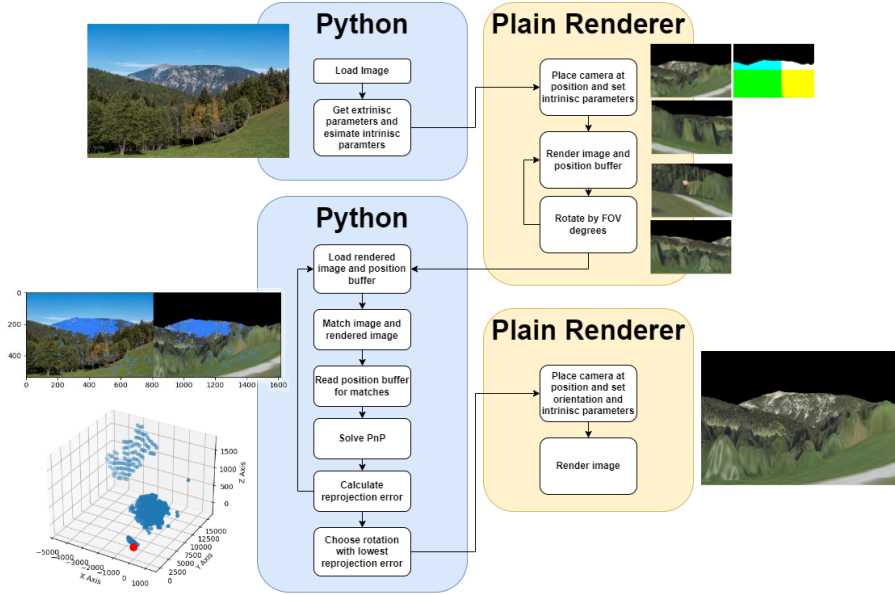 Python
Load Image
Get extrinisc
parameters and
esimate intrinisc
paramters
Plain Renderer
Place camera at
position and set
intrinisc parameters
Render image and
position buffer
Rotate by FOV
degrees
Python
Load rendered
image and position
buffer
Match image and
rendered image
Read position buffer
for matches
Solve PnP
Calculate
reprojection error
Choose rotation
with lowest
reprojection error
Plain Renderer
Place camera at
position and set
orientation and
intrinisc parameters
Render image
0
200
400
0 200 400 600 800 1000 1200 1400 1600
1500
1000
500
0
Z Axis
15000
12500
10000
7500
5000
2500
0
Y Axis
-5000
-4000
-3000
-2000
-1000
0
1000
X Axis